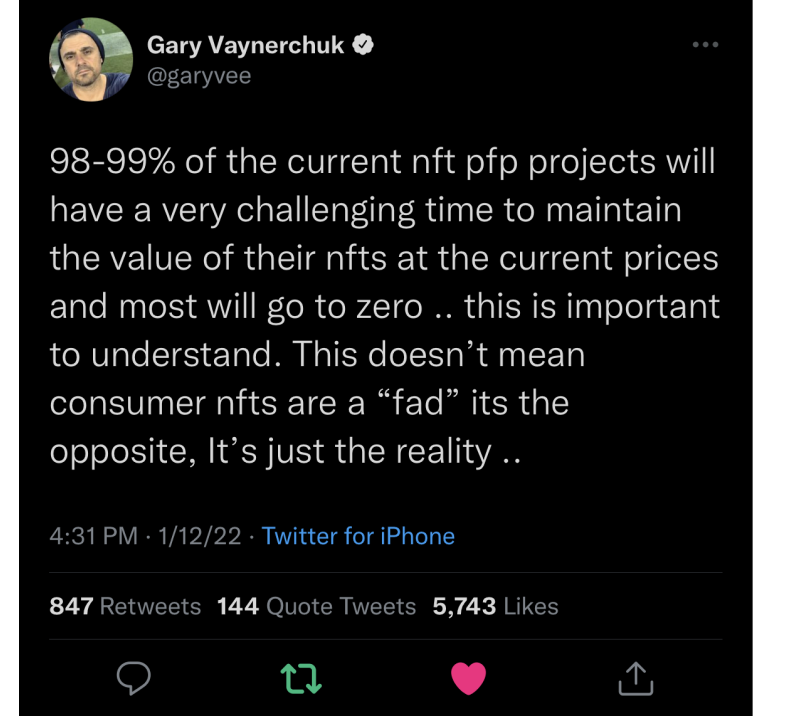 Gary Vaynerchuk
@garyvee
98-99% of the current nft pfp projects will
have a very challenging time to maintain
the value of their nfts at the current prices
and most will go to zero .. this is important
to understand. This doesn’t mean
consumer nfts are a “fad” its the
opposite, It’s just the reality ..
4:31 PM · 1/12/22 · Twitter for iPhone
847 Retweets 144 Quote Tweets 5,743 Likes